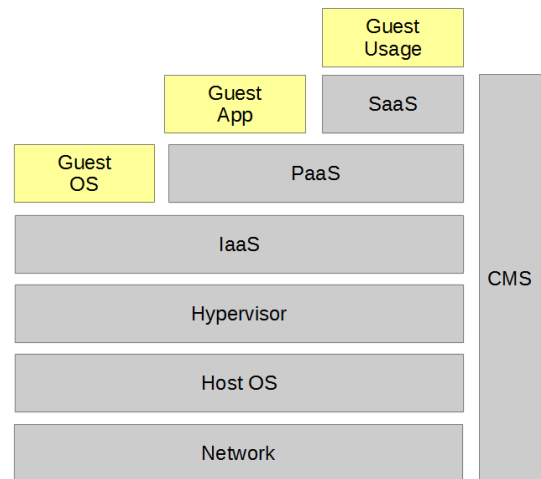 Guest
Usage
Guest
App
SaaS
Guest
OS
PaaS
IaaS
CMS
Hypervisor
Host OS
Network